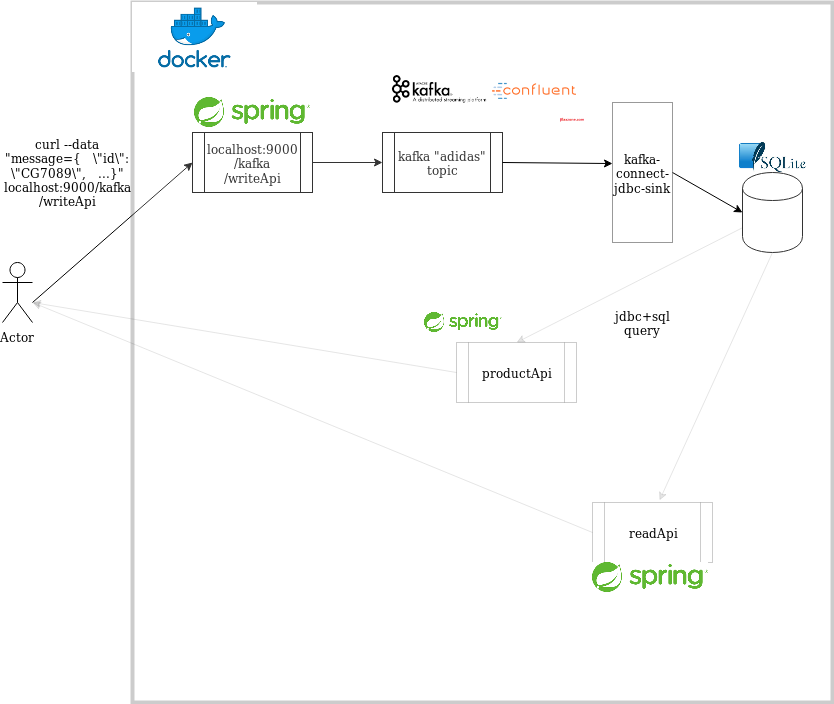 docker
APACHE
kafka
A distributed streaming platform
confluent
spring
curl --data
"message={ \"id\":
\"CG7089\", ...}"
localhost:9000/kafka
/writeApi
localhost:9000
/kafka
/writeApi
kafka "adidas"
topic
kafka-
connect-
jdbc-sink
SQLite
Actor
spring
jdbc+sql
query
productApi
readApi
spring